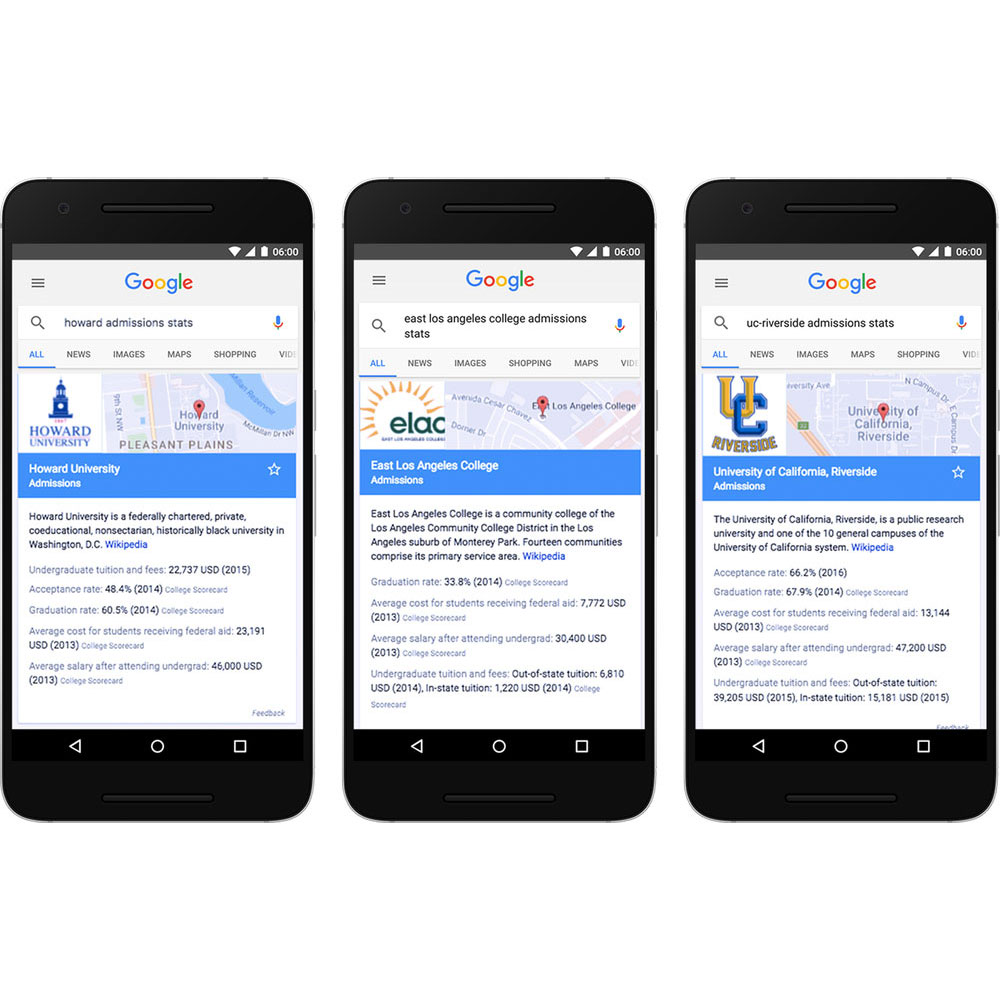 06:00
Google
howard admissions stats
ALL NEWS IMAGES MAPS SHOPPING VIDE
1867
HOWARD
UNIVERSITY
9th St NW
Howard
University
McMillan Dr NW
McMillan Reservoir
PLEASANT PLAINS
Howard University
Admissions
Howard University is a federally chartered, private,
coeducational, nonsectarian, historically black university in
Washington, D.C. Wikipedia
Undergraduate tuition and fees: 22,737 USD (2015)
Acceptance rate: 48.4% (2014) College Scorecard
Graduation rate: 60.5% (2014) College Scorecard
Average cost for students receiving federal aid: 23,191
USD (2013) College Scorecard
Average salary after attending undergrad: 46,000 USD
(2013) College Scorecard
Feedback
06:00
Google
east los angeles college admissions
stats
ALL NEWS IMAGES SHOPPING MAPS VID
elac
EAST LOS ANGELES COLLEGE
Avenida Cesar Chavez
Dorner Dr
East Los Angeles College
East Los Angeles College
Admissions
East Los Angeles College is a community college of the
Los Angeles Community College District in the Los
Angeles suburb of Monterey Park. Fourteen communities
comprise its primary service area. Wikipedia
Graduation rate: 33.8% (2014) College Scorecard
Average cost for students receiving federal aid: 7,772 USD
(2013) College Scorecard
Average salary after attending undergrad: 30,400 USD
(2013) College Scorecard
Undergraduate tuition and fees: Out-of-state tuition: 6,810
USD (2014), In-state tuition: 1,220 USD (2014) College
Scorecard
06:00
Google
uc-riverside admissions stats
ALL NEWS IMAGES MAPS SHOPPING VID
UC
RIVERSIDE
iversity Ave
N Campus Dr
E Campus Dr
University of
California,
Riverside
University of California, Riverside
Admissions
The University of California, Riverside, is a public research
university and one of the 10 general campuses of the
University of California system. Wikipedia
Acceptance rate: 66.2% (2016)
Graduation rate: 67.9% (2014) College Scorecard
Average cost for students receiving federal aid: 13,144
USD (2013) College Scorecard
Average salary after attending undergrad: 47,200 USD
(2013) College Scorecard
Undergraduate tuition and fees: Out-of-state tuition:
39,205 USD (2015), In-state tuition: 15,181 USD (2015)
Feedback